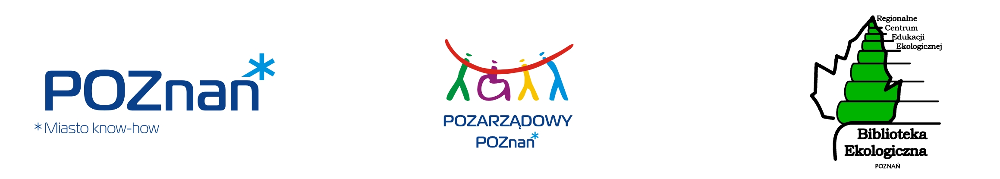 POZnan*
* Miasto know-how
POZARZĄDOWY
POZnan*
Regionalne
Centrum
Edukacji
Ekologicznej
Biblioteka
Ekologiczna
POZNAŃ